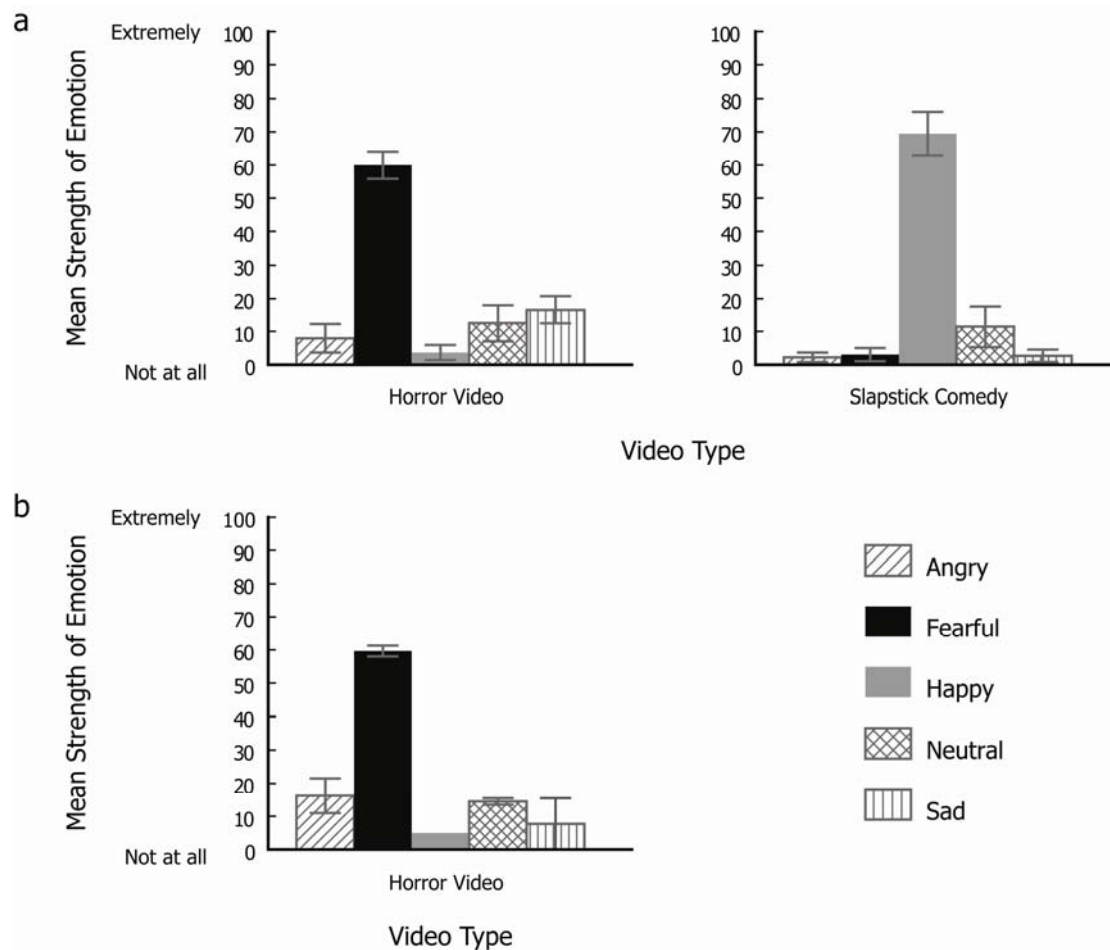 a
Extremely
Mean Strength of Emotion
100
90
80
70
60
50
40
30
20
10
0
Not at all
Horror Video
100
90
80
70
60
50
40
30
20
10
0
Slapstick Comedy
Video Type
b
Extremely
Mean Strength of Emotion
100
90
80
70
60
50
40
30
20
10
0
Not at all
Horror Video
Video Type
Angry
Fearful
Happy
Neutral
Sad